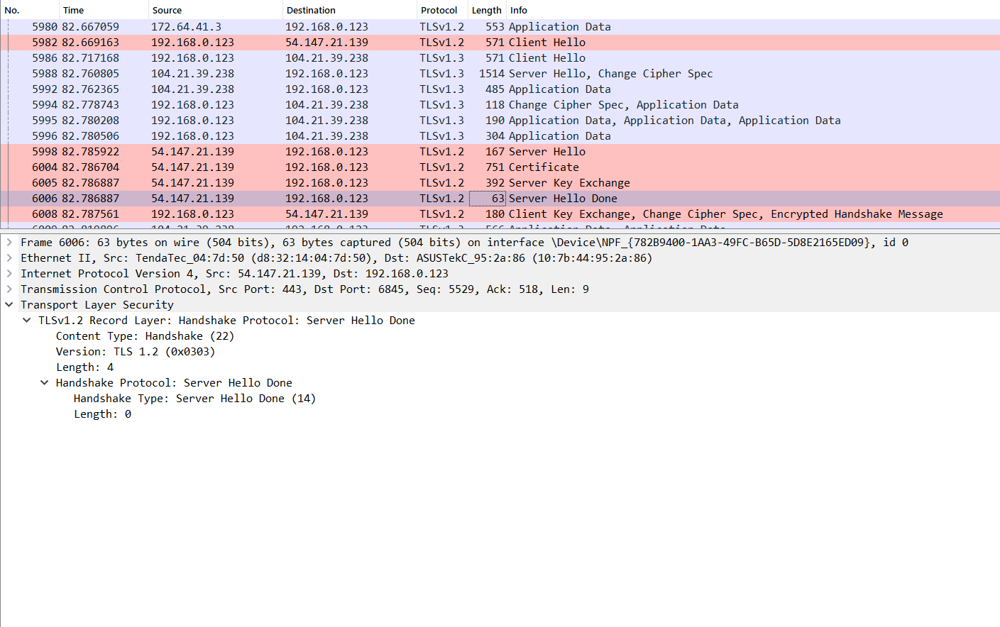 No. Time Source Destination Protocol Length Info
5980 82.667059 172.64.41.3 192.168.0.123 TLSv1.2 553 Application Data
5982 82.669163 192.168.0.123 54.147.21.139 TLSv1.2 571 Client Hello
5986 82.717168 192.168.0.123 104.21.39.238 TLSv1.3 571 Client Hello
5988 82.760805 104.21.39.238 192.168.0.123 TLSv1.3 1514 Server Hello, Change Cipher Spec
5992 82.762365 104.21.39.238 192.168.0.123 TLSv1.3 485 Application Data
5994 82.778743 192.168.0.123 104.21.39.238 TLSv1.3 118 Change Cipher Spec, Application Data
5995 82.780208 192.168.0.123 104.21.39.238 TLSv1.3 190 Application Data, Application Data, Application Data
5996 82.780506 192.168.0.123 104.21.39.238 TLSv1.3 304 Application Data
5998 82.785922 54.147.21.139 192.168.0.123 TLSv1.2 167 Server Hello
6004 82.786704 54.147.21.139 192.168.0.123 TLSv1.2 751 Certificate
6005 82.786887 54.147.21.139 192.168.0.123 TLSv1.2 392 Server Key Exchange
6006 82.786887 54.147.21.139 192.168.0.123 TLSv1.2 63 Server Hello Done
6008 82.787561 192.168.0.123 54.147.21.139 TLSv1.2 180 Client Key Exchange, Change Cipher Spec, Encrypted Handshake Message
Frame 6006: 63 bytes on wire (504 bits), 63 bytes captured (504 bits) on interface \Device\NPF_{782B9400-1AA3-49FC-B65D-5D8E2165ED09}, id 0
Ethernet II, Src: TendaTec_04:7d:50 (d8:32:14:04:7d:50), Dst: ASUSTekC_95:2a:86 (10:7b:44:95:2a:86)
Internet Protocol Version 4, Src: 54.147.21.139, Dst: 192.168.0.123
Transmission Control Protocol, Src Port: 443, Dst Port: 6845, Seq: 5529, Ack: 518, Len: 9
Transport Layer Security
TLSv1.2 Record Layer: Handshake Protocol: Server Hello Done
Content Type: Handshake (22)
Version: TLS 1.2 (0x0303)
Length: 4
Handshake Protocol: Server Hello Done
Handshake Type: Server Hello Done (14)
Length: 0